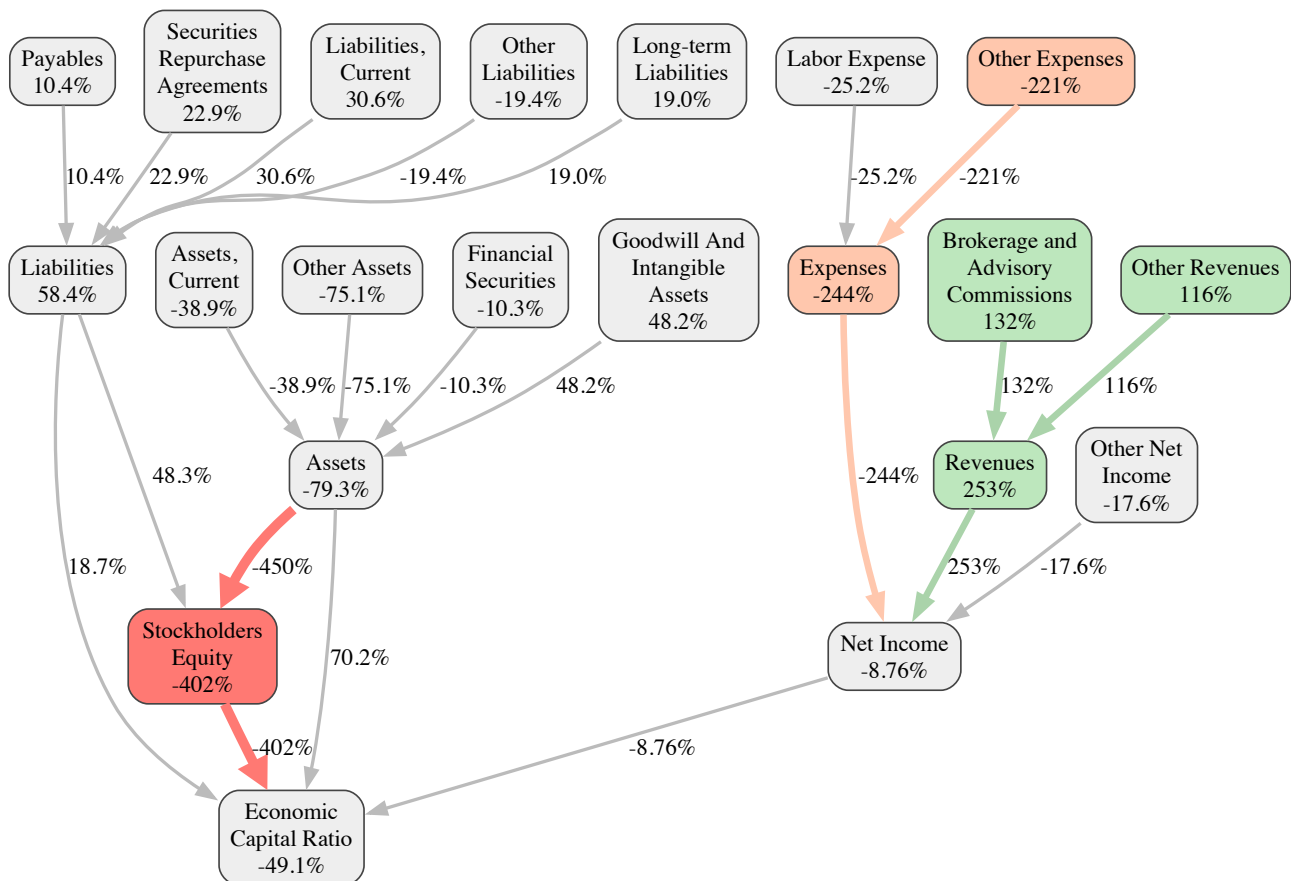 Payables
10.4%
Securities
Repurchase
Agreements
22.9%
Liabilities,
Current
30.6%
Other
Liabilities
-19.4%
Long-term
Liabilities
19.0%
Labor Expense
-25.2%
Other Expenses
-221%
10.4%
22.9%
30.6%
-19.4%
19.0%
-25.2%
-221%
Liabilities
58.4%
Assets,
Current
-38.9%
Other Assets
-75.1%
Financial
Securities
-10.3%
Goodwill And
Intangible
Assets
48.2%
Expenses
-244%
Brokerage and
Advisory
Commissions
132%
Other Revenues
116%
-38.9%
-75.1%
-10.3%
48.2%
132%
116%
48.3%
Assets
-79.3%
-244%
Revenues
253%
Other Net
Income
-17.6%
18.7%
-450%
253%
-17.6%
Stockholders
Equity
-402%
70.2%
Net Income
-8.76%
-402%
-8.76%
Economic
Capital Ratio
-49.1%